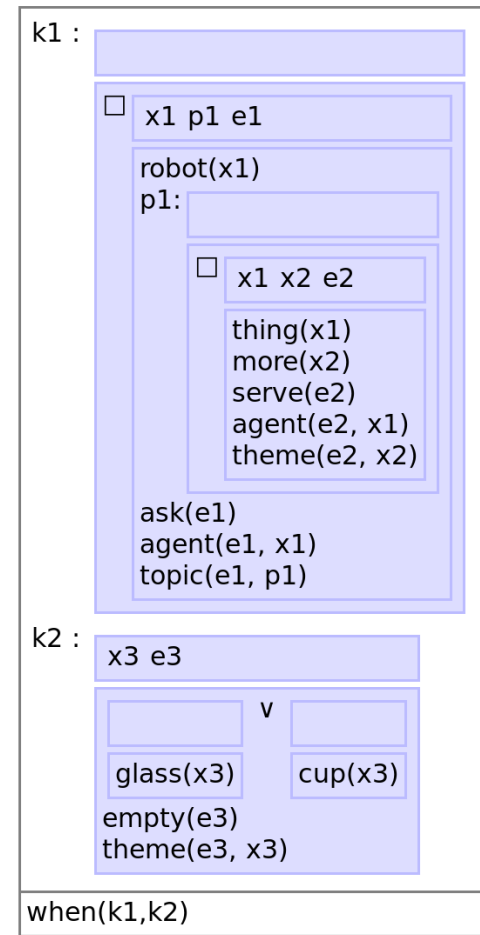 k1 :
□ x1 p1 e1
robot(x1)
p1:
□ x1 x2 e2
thing(x1)
more(x2)
serve(e2)
agent(e2, x1)
theme(e2, x2)
ask(e1)
agent(e1, x1)
topic(e1, p1)
k2 :
x3 e3
∨
glass(x3) cup(x3)
empty(e3)
theme(e3, x3)
when(k1,k2)